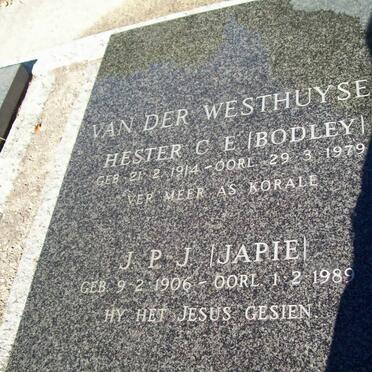 VAN DER WESTHUYSE
HESTER C E [BODLEY]
GEB. 21. 2. 1914 - OORL. 29. 3. 1979
"VER MEER AS KORALE
J P J [JAPIE]
GEB. 9. 2. 1906 - OORL. 1. 2. 1989
HY HET JESUS GESIEN